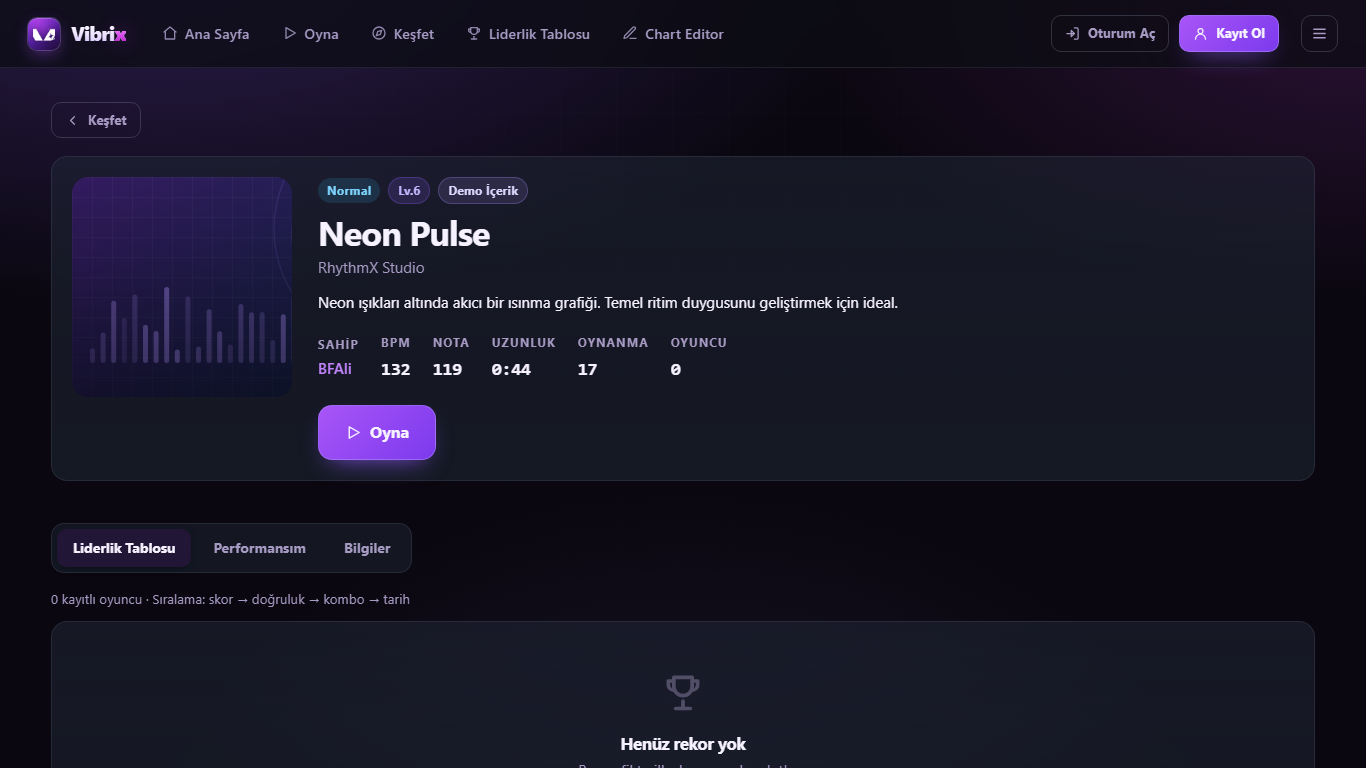 Vibrix
Ana Sayfa
Oyna
Keşfet
Liderlik Tablosu
Chart Editor
Oturum Aç
Kayıt Ol
Keşfet
Normal
Lv.6
Demo İçerik
Neon Pulse
RhythmX Studio
Neon ışıkları altında akıcı bir ısınma grafiği. Temel ritim duygusunu geliştirmek için ideal.
SAHİP BPM NOTA UZUNLUK OYNANMA OYUNCU
BFAli 132 119 0:44 17 0
Oyna
Liderlik Tablosu
Performansım
Bilgiler
0 kayıtlı oyuncu · Sıralama: skor → doğruluk → kombo → tarih
Henüz rekor yok